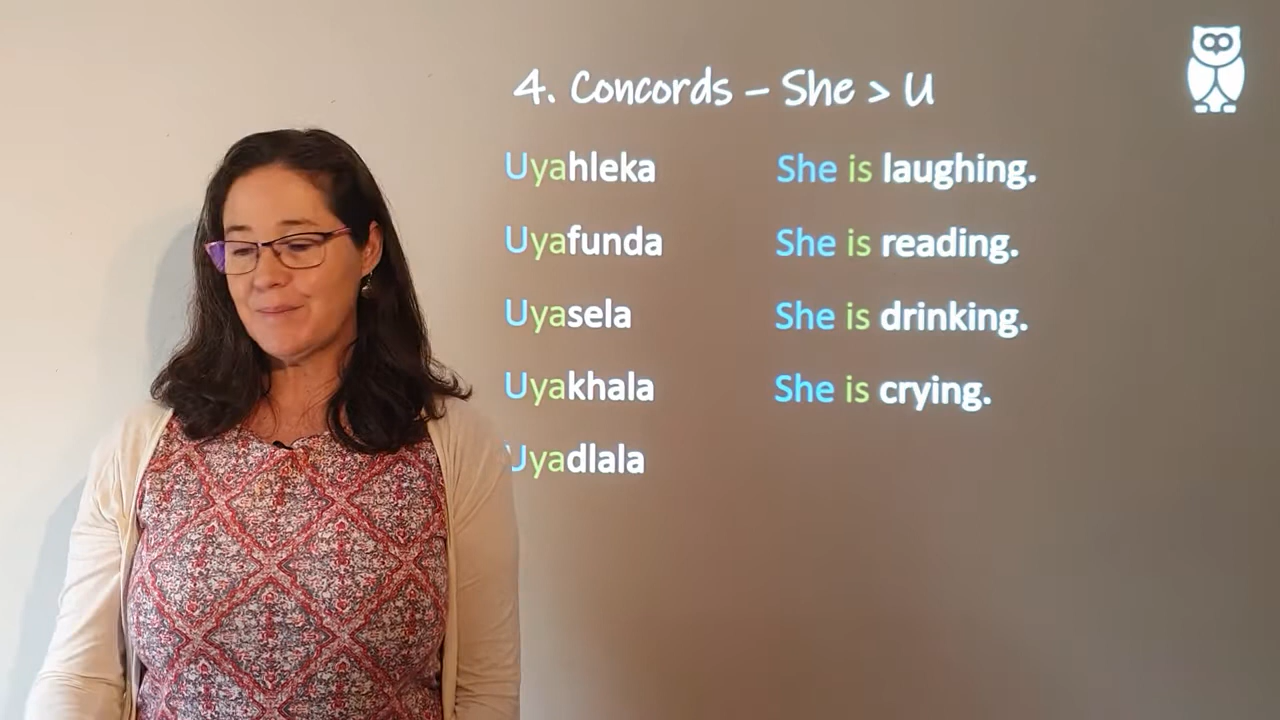 4. Concords – She > U
Uyahleka She is laughing.
Uyafunda She is reading.
Uyasela She is drinking.
Uyakhala She is crying.
Uyadlala